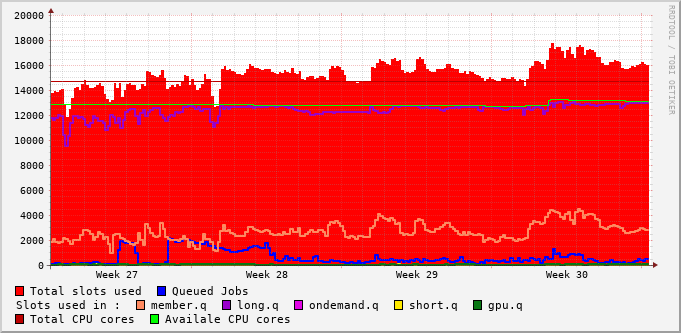 20000
18000
16000
14000
12000
10000
8000
6000
4000
2000
0
Week 27 Week 28 Week 29 Week 30
Total slots used Queued Jobs
Slots used in : member.q long.q ondemand.q short.q gpu.q
Total CPU cores Availale CPU cores
RRDTOOL / TOBI OETIKER